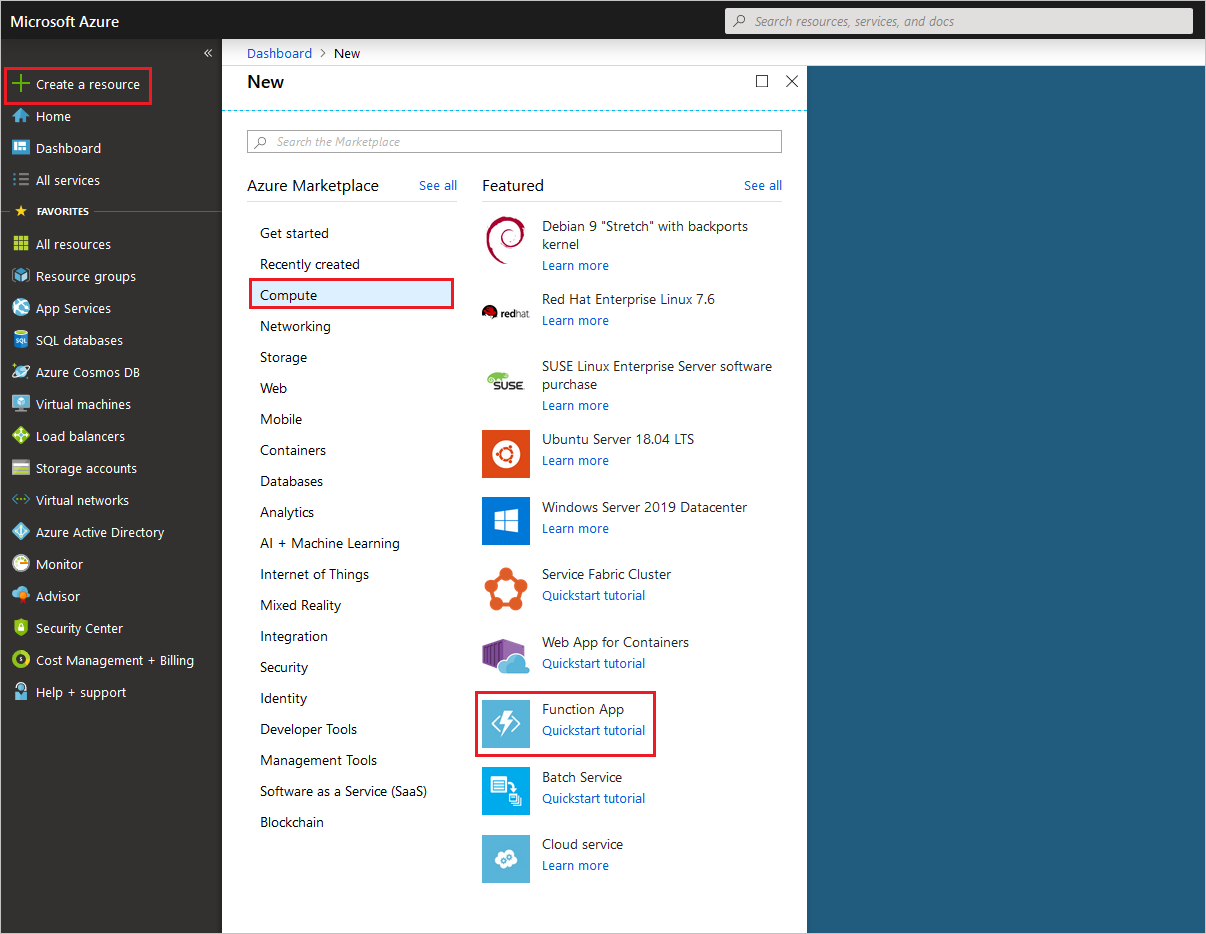 Microsoft Azure
Search resources, services, and docs
«
Create a resource
Home
Dashboard
All services
FAVORITES
All resources
Resource groups
App Services
SQL
SQL databases
Azure Cosmos DB
Virtual machines
Load balancers
Storage accounts
Virtual networks
Azure Active Directory
Monitor
Advisor
Security Center
Cost Management + Billing
Help + support
Dashboard > New
New
Search the Marketplace
Azure Marketplace See all
Get started
Recently created
Compute
Networking
Storage
Web
Mobile
Containers
Databases
Analytics
AI + Machine Learning
Internet of Things
Mixed Reality
Integration
Security
Identity
Developer Tools
Management Tools
Software as a Service (SaaS)
Blockchain
Featured See all
Debian 9 "Stretch" with backports
kernel
Learn more
redhat
Red Hat Enterprise Linux 7.6
Learn more
SUSE
SUSE Linux Enterprise Server software
purchase
Learn more
Ubuntu Server 18.04 LTS
Learn more
Windows Server 2019 Datacenter
Learn more
Service Fabric Cluster
Quickstart tutorial
Web App for Containers
Quickstart tutorial
Function App
Quickstart tutorial
Batch Service
Quickstart tutorial
Cloud service
Learn more